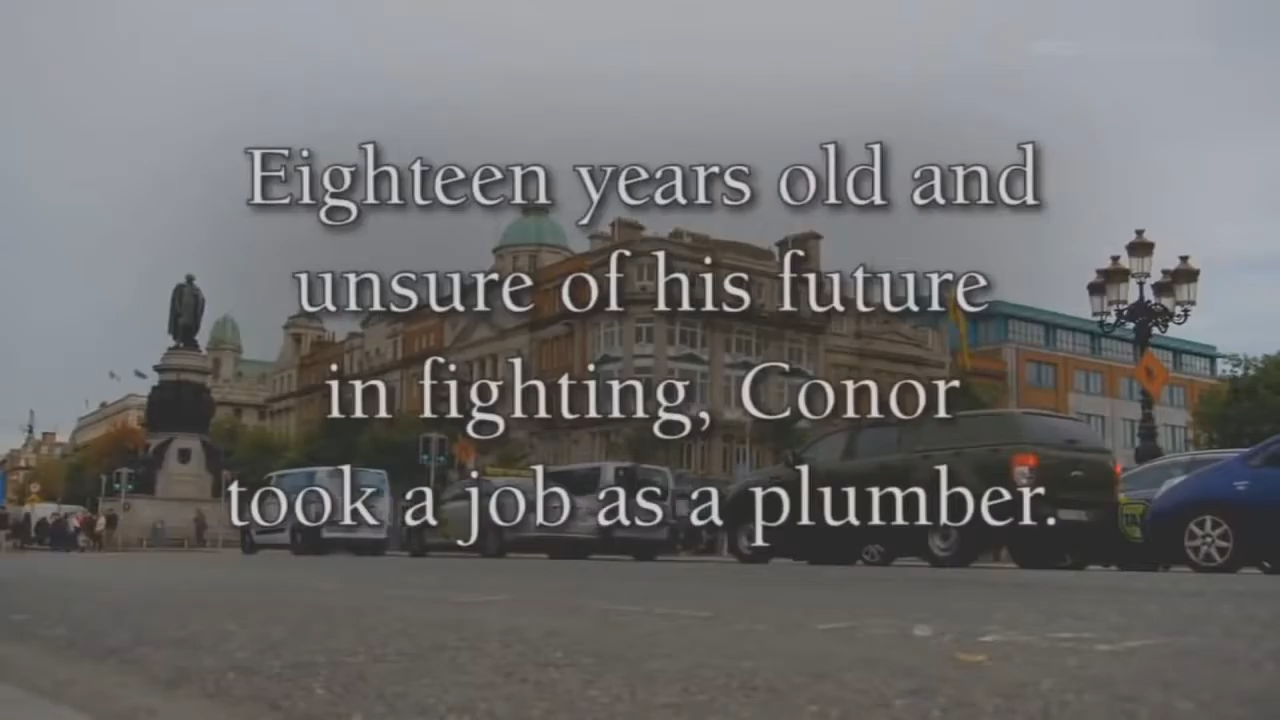 Eighteen years old and
unsure of his future
in fighting, Conor
took a job as a plumber.